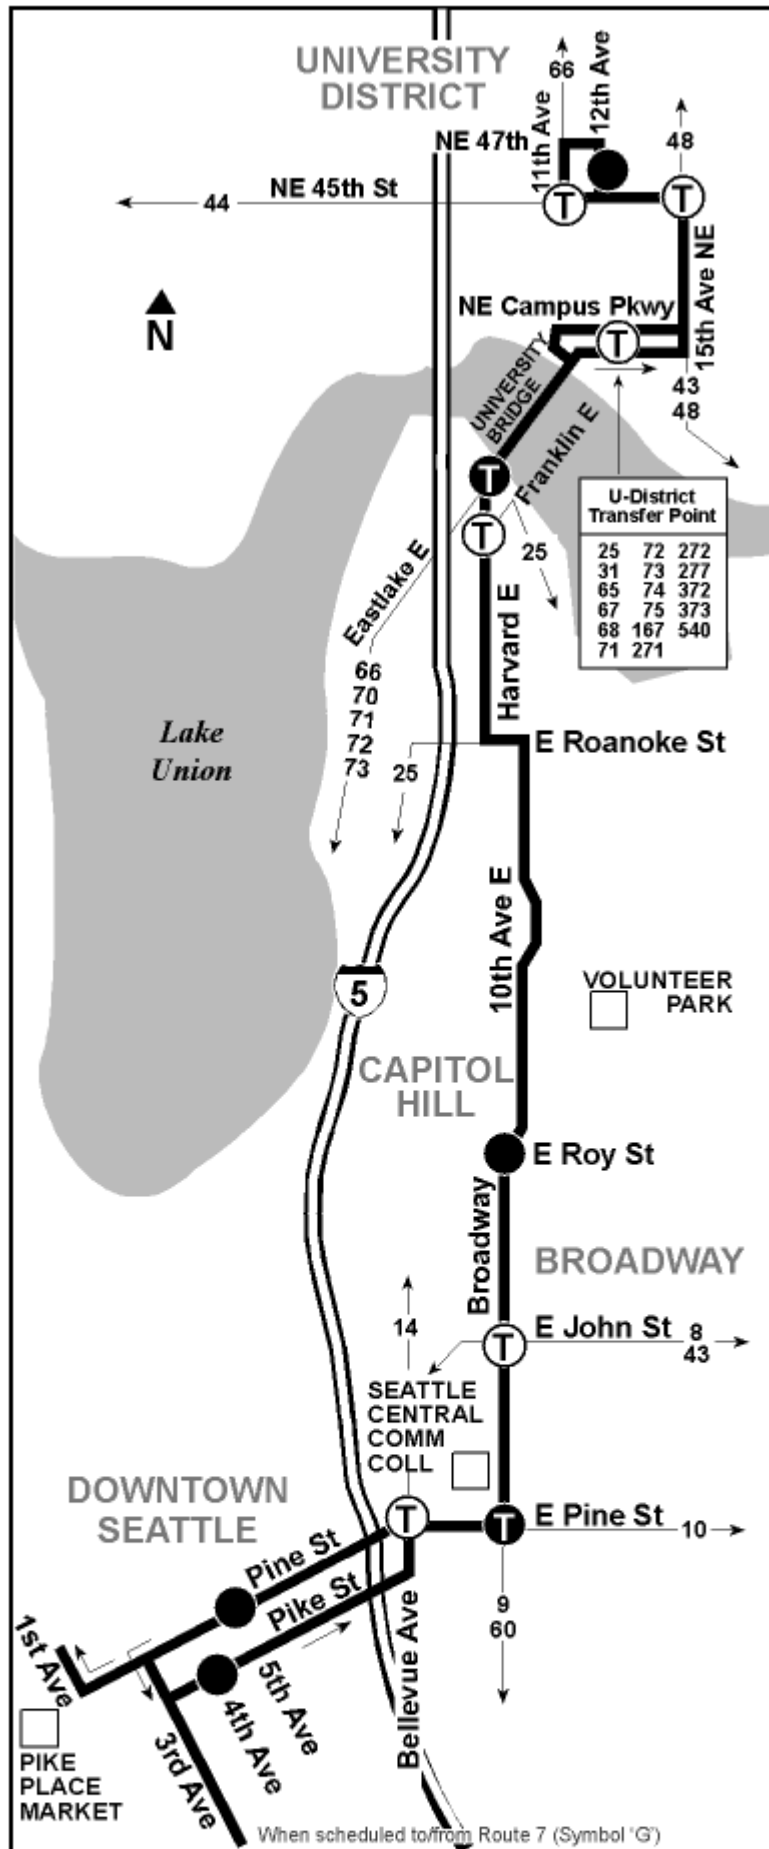 UNIVERSITY
DISTRICT
66
12th Ave
11th Ave
NE 47th
48
T
T
NE 45th St
44
N
15th Ave NE
NE Campus Pkwy
T
UNIVERSITY
BRIDGE
43
48
Franklin E
T
T
25
U-District
Transfer Point
25 72 272
31 73 277
65 74 372
67 75 373
68 167 540
71 271
Eastlake E
66
70
71
72
73
Harvard E
Lake
Union
25
E Roanoke St
10th Ave E
5
VOLUNTEER
PARK
CAPITOL
HILL
E Roy St
Broadway
BROADWAY
14
T
E John St
8
43
SEATTLE
CENTRAL
COMM
COLL
DOWNTOWN
SEATTLE
T
T
E Pine St
10
Pine St
Pike St
9
60
1st Ave
5th Ave
4th Ave
3rd Ave
Bellevue Ave
PIKE
PLACE
MARKET
When scheduled to/from Route 7 (Symbol 'G')